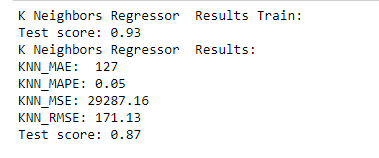 K Neighbors Regressor  Results Train:
Test score: 0.93
K Neighbors Regressor  Results:
KNN_MAE:  127
KNN_MAPE: 0.05
KNN_MSE: 29287.16
KNN_RMSE: 171.13
Test score: 0.87